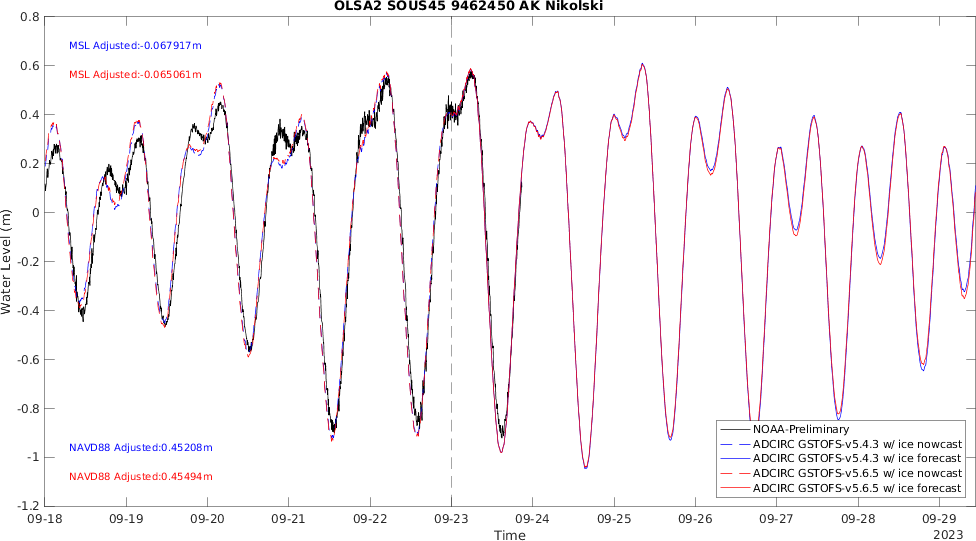 OLSA2 SOUS45 9462450 AK Nikolski
0.8
0.6
0.4
0.2
0
-0.2
-0.4
-0.6
-0.8
-1
-1.2
Water Level (m)
MSL Adjusted:-0.067917m
MSL Adjusted:-0.065061m
NAVD88 Adjusted:0.45208m
NAVD88 Adjusted:0.45494m
NOAA-Preliminary
ADCIRC GSTOFS-v5.4.3 w/ ice nowcast
ADCIRC GSTOFS-v5.4.3 w/ ice forecast
ADCIRC GSTOFS-v5.6.5 w/ ice nowcast
ADCIRC GSTOFS-v5.6.5 w/ ice forecast
09-18 09-19 09-20 09-21 09-22 09-23 09-24 09-25 09-26 09-27 09-28 09-29
2023
Time